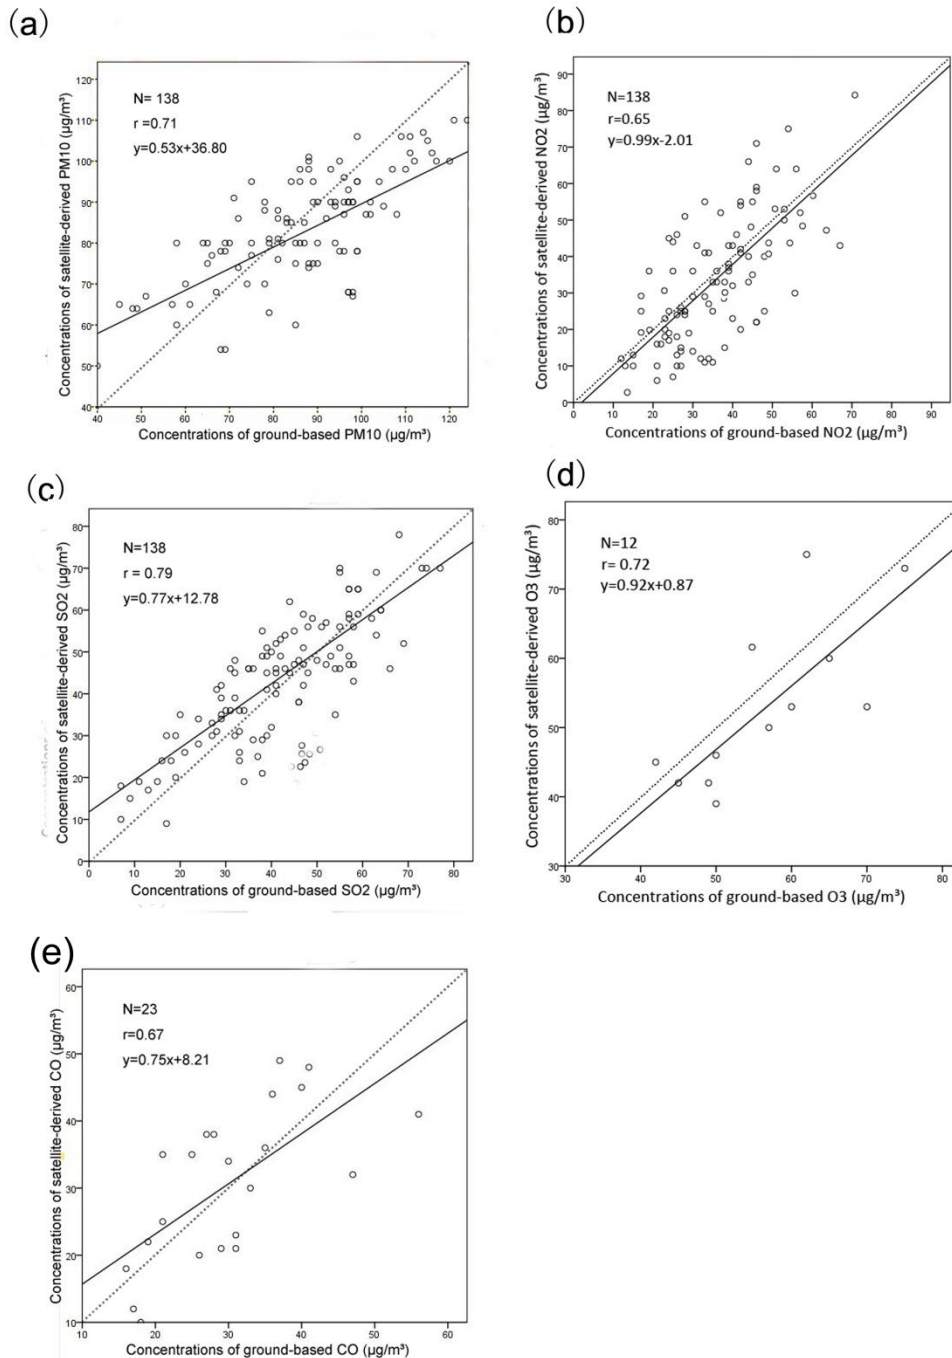 (a)
N= 138
r =0.71
y=0.53x+36.80
Concentrations of satellite-derived PM10 (µg/m³)
120
110
100
90
80
70
60
50
40
40 50 60 70 80 90 100 110 120
Concentrations of ground-based PM10 (µg/m³)
(b)
N=138
r=0.65
y=0.99x-2.01
Concentrations of satellite-derived NO2 (µg/m³)
90
80
70
60
50
40
30
20
10
0
0 10 20 30 40 50 60 70 80 90
Concentrations of ground-based NO2 (µg/m³)
(c)
N=138
r = 0.79
y=0.77x+12.78
Concentrations of satellite-derived SO2 (µg/m³)
80
70
60
50
40
30
20
10
0
0 10 20 30 40 50 60 70 80
Concentrations of ground-based SO2 (µg/m³)
(d)
N=12
r= 0.72
y=0.92x+0.87
Concentrations of satellite-derived O3 (µg/m³)
80
70
60
50
40
30
30 40 50 60 70 80
Concentrations of ground-based O3 (µg/m³)
(e)
N=23
r=0.67
y=0.75x+8.21
Concentrations of satellite-derived CO (µg/m³)
60
50
40
30
20
10
10 20 30 40 50 60
Concentrations of ground-based CO (µg/m³)